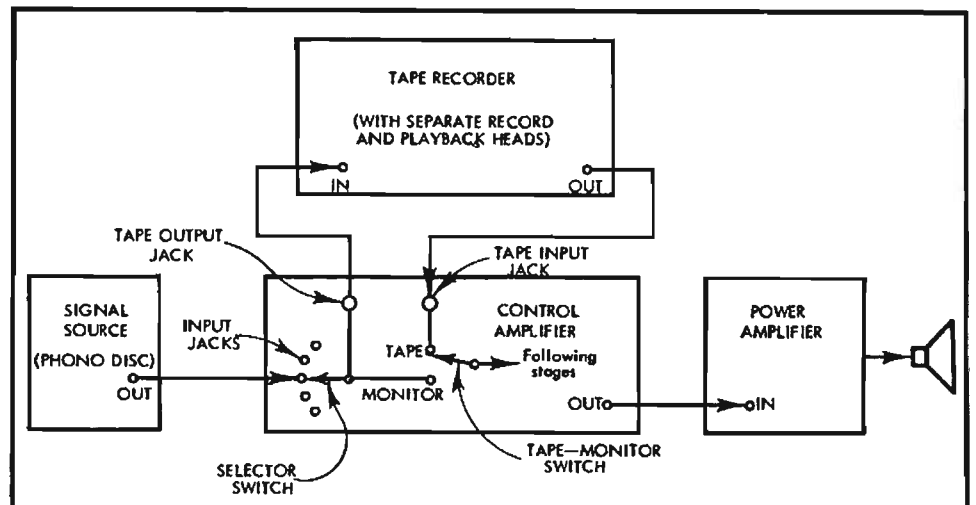 TAPE RECORDER
(WITH SEPARATE RECORD
AND PLAYBACK HEADS)
IN
OUT
TAPE OUTPUT
JACK
TAPE INPUT
JACK
SIGNAL
SOURCE
(PHONO DISC)
OUT
INPUT
JACKS
CONTROL
AMPLIFIER
TAPE
Following
stages
MONITOR
OUT
POWER
AMPLIFIER
IN
SELECTOR
SWITCH
TAPE—MONITOR
SWITCH